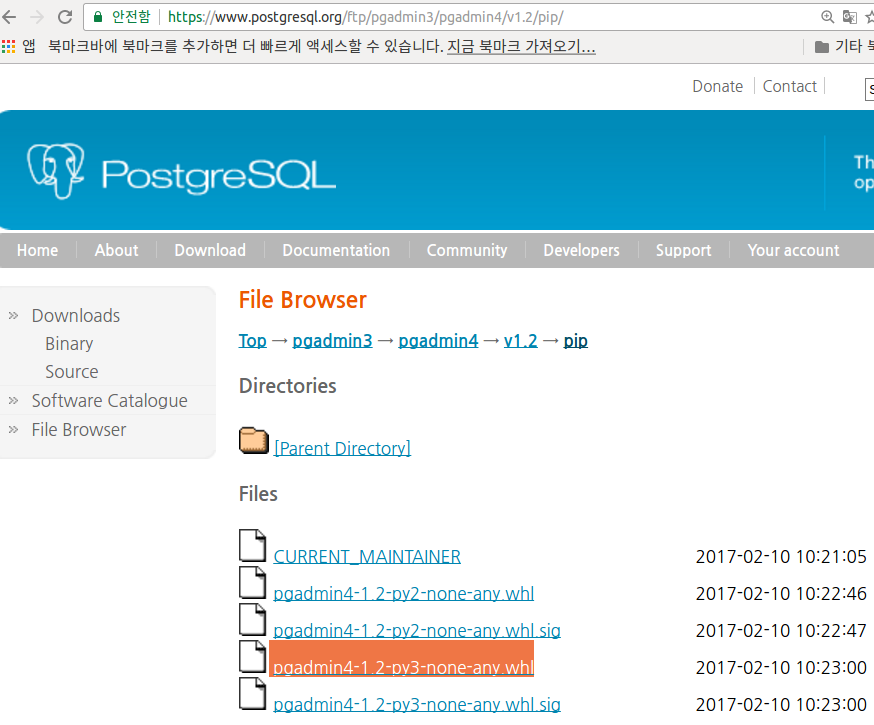 안전함 https://www.postgresql.org/ftp/pgadmin3/pgadmin4/v1.2/pip/
앱 북마크바에 북마크를 추가하면 더 빠르게 액세스할 수 있습니다. 지금 북마크 가져오기... 기타
Donate Contact
PostgreSQL
Home About Download Documentation Community Developers Support Your account
Downloads
Binary
Source
Software Catalogue
File Browser
File Browser
Top → pgadmin3 → pgadmin4 → v1.2 → pip
Directories
[Parent Directory]
Files
CURRENT_MAINTAINER 2017-02-10 10:21:05
pgadmin4-1.2-py2-none-any.whl 2017-02-10 10:22:46
pgadmin4-1.2-py2-none-any.whl.sig 2017-02-10 10:22:47
pgadmin4-1.2-py3-none-any.whl 2017-02-10 10:23:00
pgadmin4-1.2-py3-none-any.whl.sig 2017-02-10 10:23:00